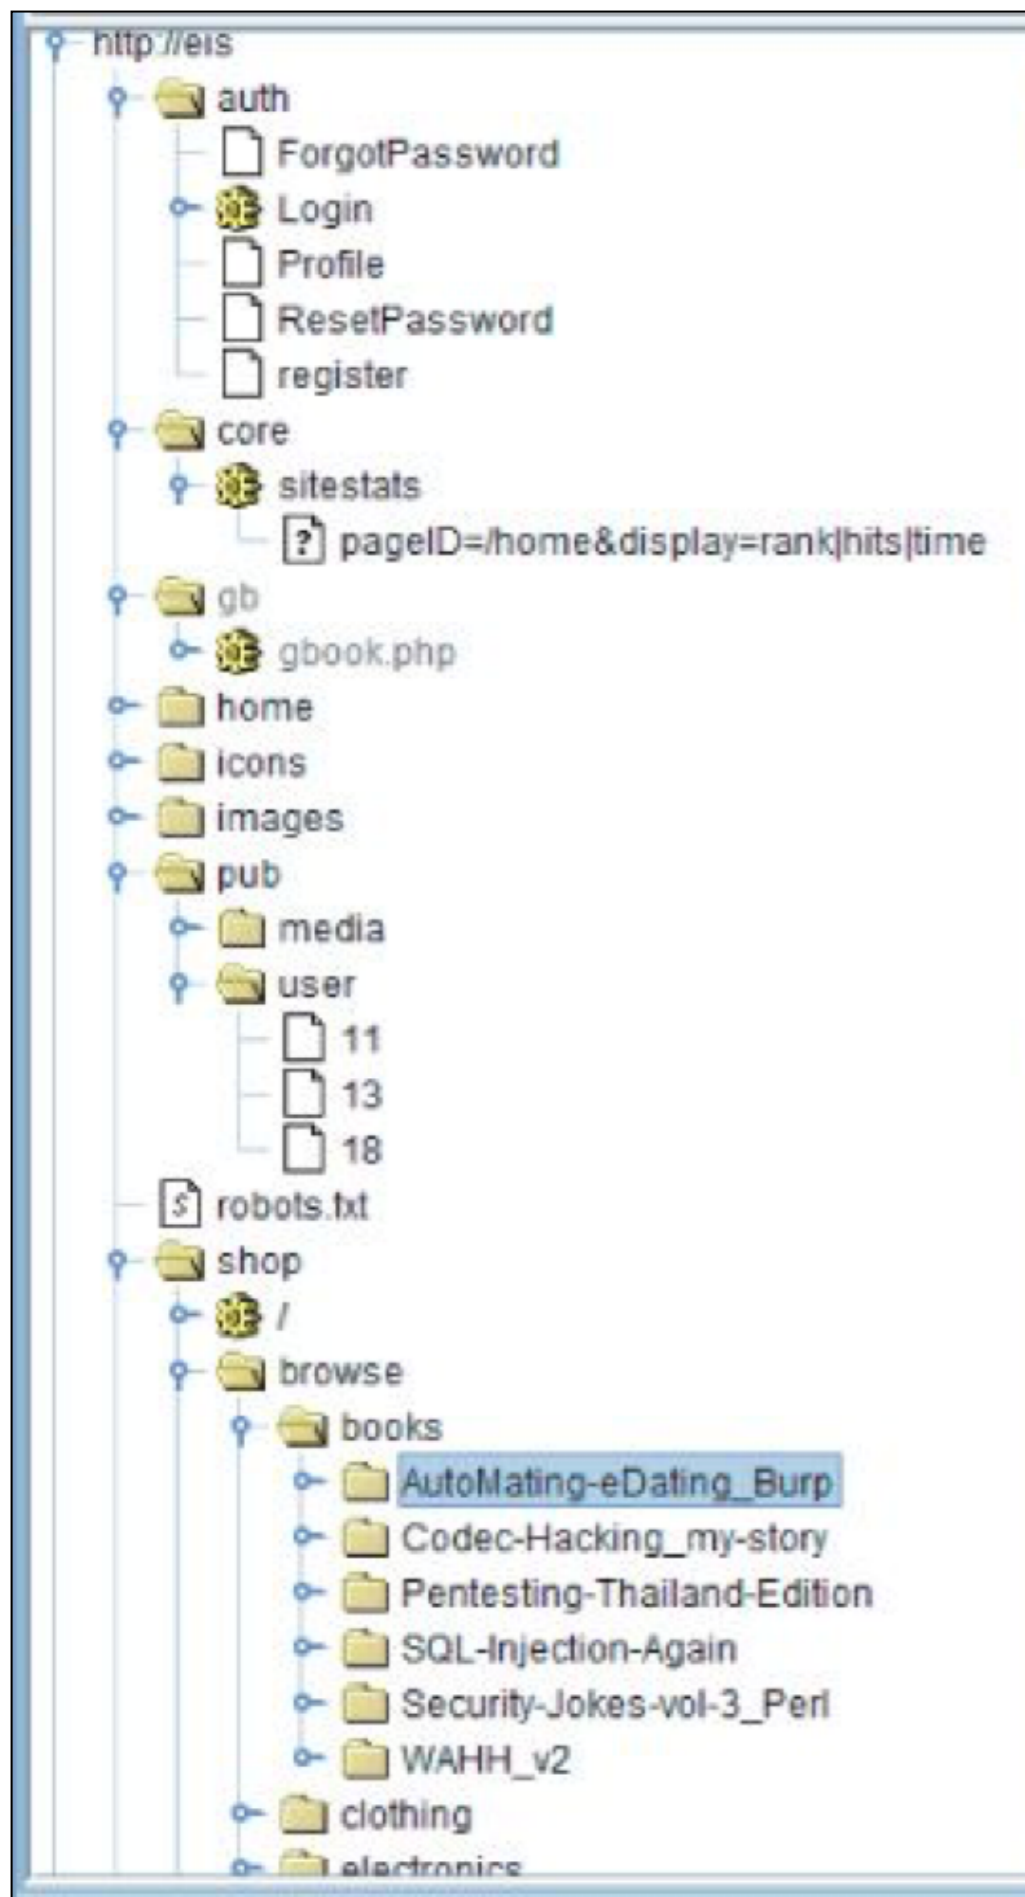 http://eis
auth
ForgotPassword
Login
Profile
ResetPassword
register
core
sitestats
pageID=/home&display=rank|hits|time
gb
gbook.php
home
icons
images
pub
media
user
11
13
18
robots.txt
shop
/
browse
books
AutoMating-eDating_Burp
Codec-Hacking_my-story
Pentesting-Thailand-Edition
SQL-Injection-Again
Security-Jokes-vol-3_Perl
WAHH_v2
clothing
electronics